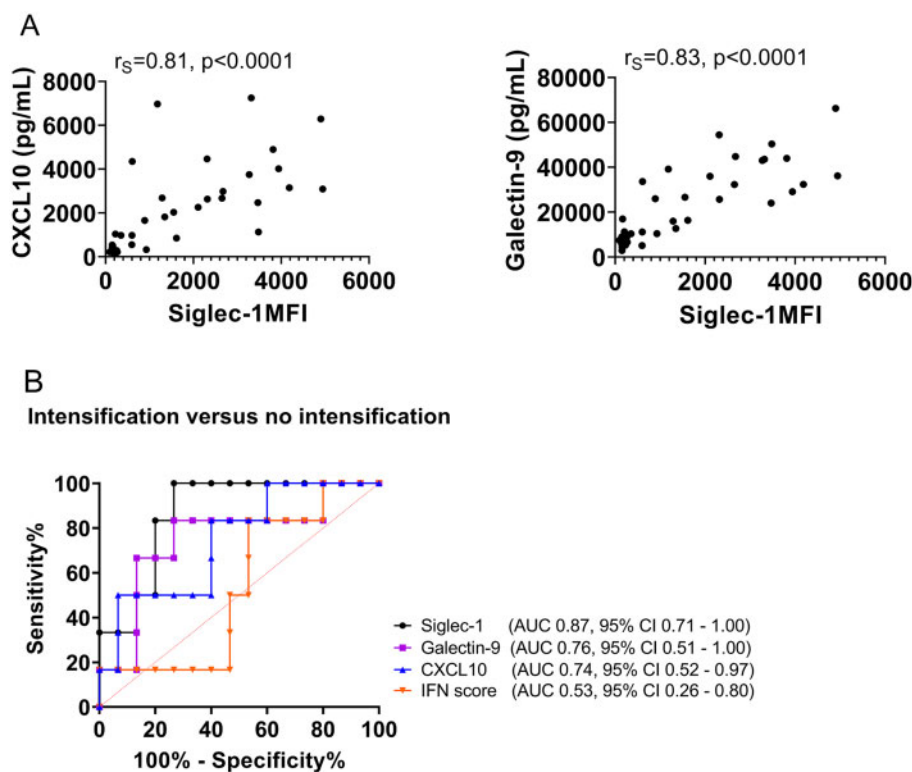 A
rS=0.81, p<0.0001
CXCL10 (pg/mL)
8000
6000
4000
2000
0
0 2000 4000 6000
Siglec-1MFI
rS=0.83, p<0.0001
Galectin-9 (pg/mL)
80000
60000
40000
20000
0
0 2000 4000 6000
Siglec-1MFI
B
Intensification versus no intensification
Sensitivity%
100
80
60
40
20
0
0 20 40 60 80 100
100% - Specificity%
Siglec-1 (AUC 0.87, 95% CI 0.71 - 1.00)
Galectin-9 (AUC 0.76, 95% CI 0.51 - 1.00)
CXCL10 (AUC 0.74, 95% CI 0.52 - 0.97)
IFN score (AUC 0.53, 95% CI 0.26 - 0.80)